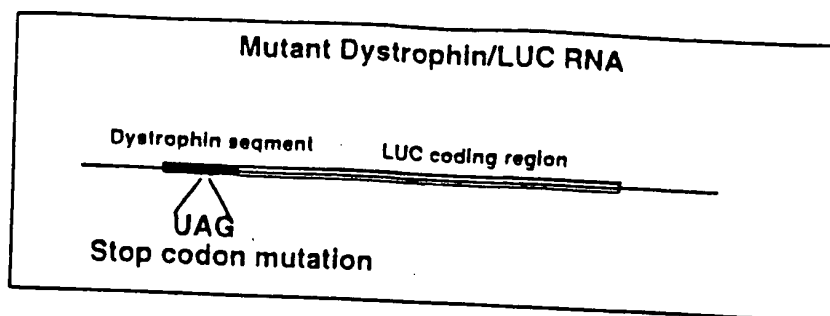 Mutant Dystrophin/LUC RNA
Dystrophin seqment
LUC coding region
UAG
Stop codon mutation